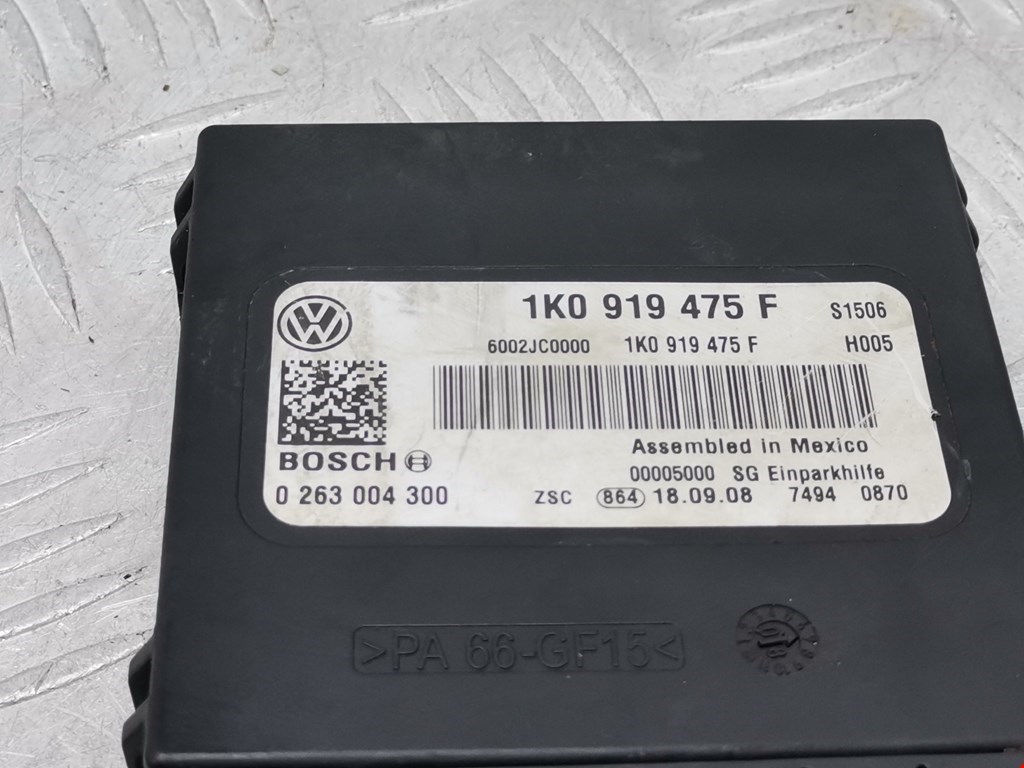 1K0 919 475 F S1506
6002JC0000 1K0 919 475 F H005
Assembled in Mexico
BOSCH
00005000 SG Einparkhilfe
0 263 004 300 ZSC 864 18.09.08 7494 0870
>PA 66-GF15<